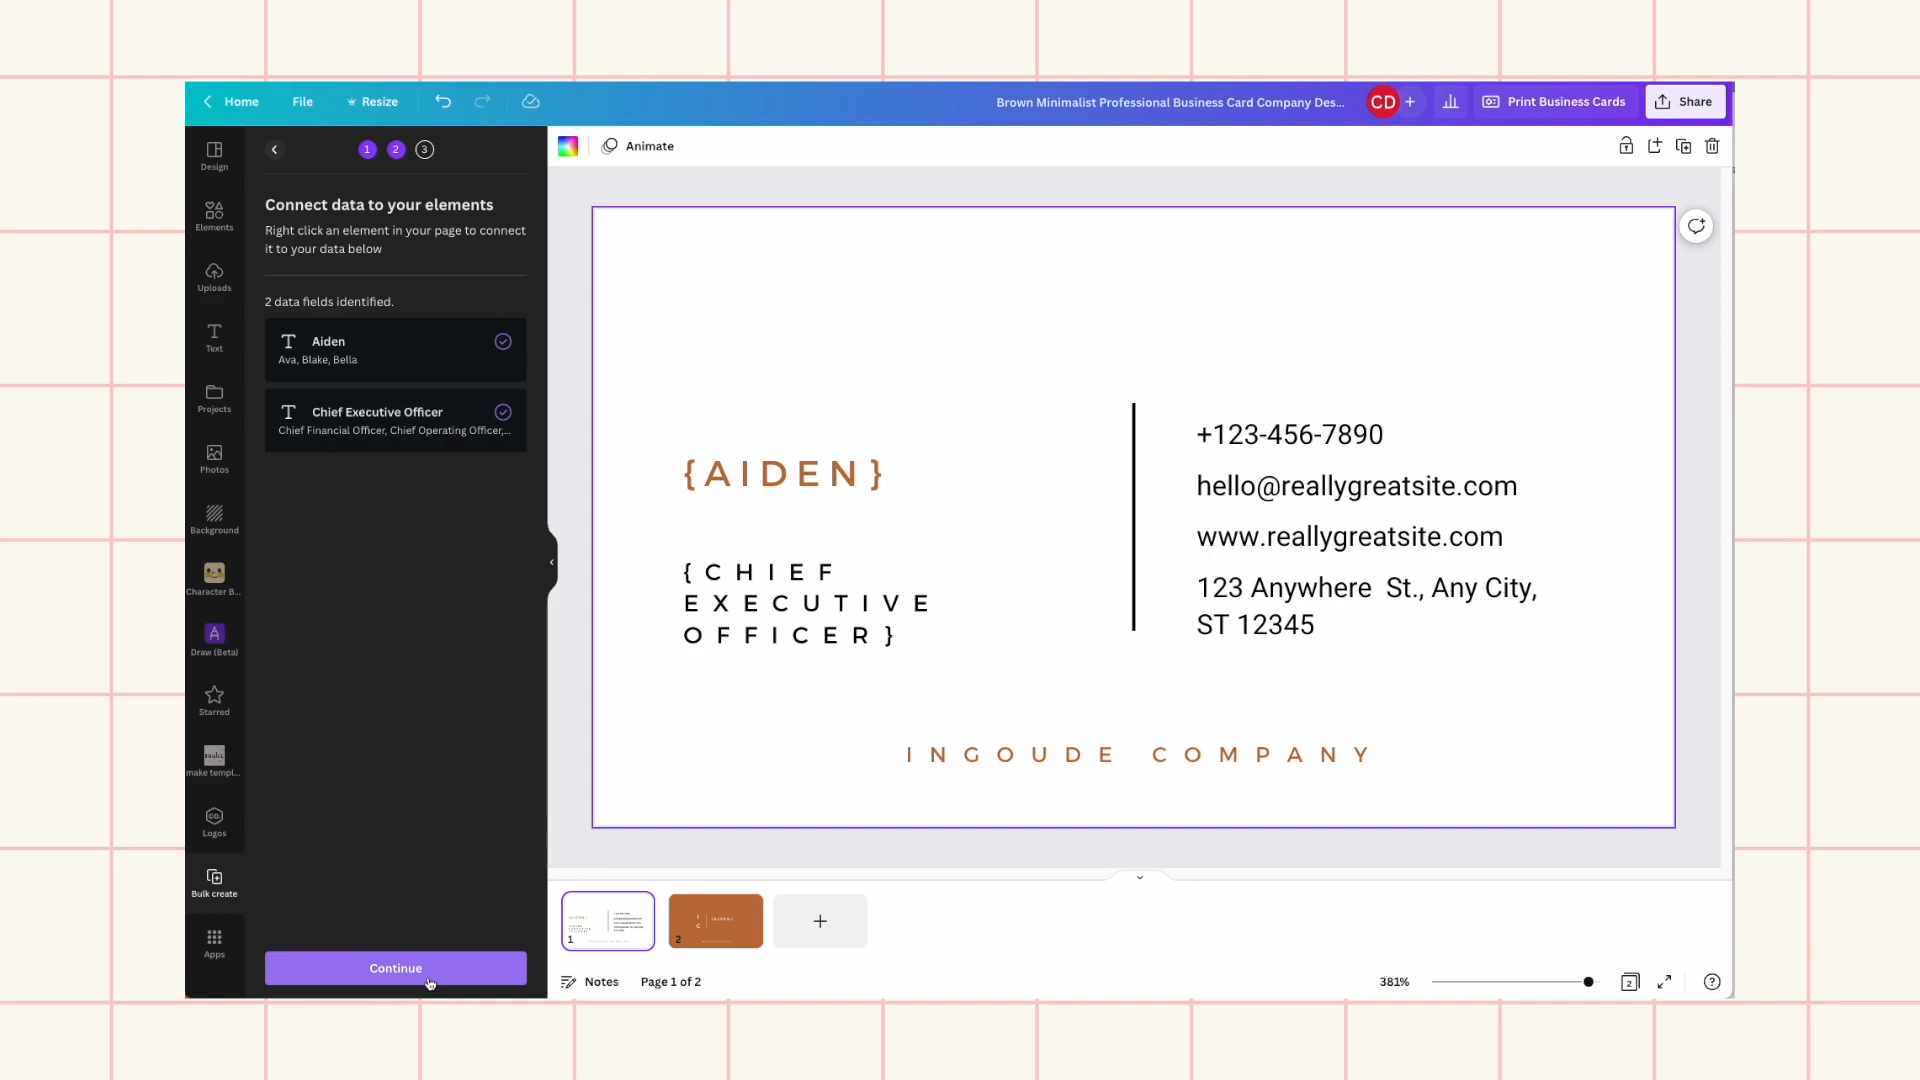 Home File Resize Brown Minimalist Professional Business Card Company Des... CD + Print Business Cards Share
Design
Elements
Uploads
Text
Projects
Photos
Background
Character B...
Draw (Beta)
Starred
make templ...
Logos
Bulk create
Apps
1 2 3
Connect data to your elements
Right click an element in your page to connect
it to your data below
2 data fields identified.
Aiden
Ava, Blake, Bella
Chief Executive Officer
Chief Financial Officer, Chief Operating Officer,...
Continue
Animate
{AIDEN}
{CHIEF
EXECUTIVE
OFFICER}
+123-456-7890
hello@reallygreatsite.com
www.reallygreatsite.com
123 Anywhere St., Any City,
ST 12345
INGOUDE COMPANY
1
2
+
Notes Page 1 of 2 381% 2 ?